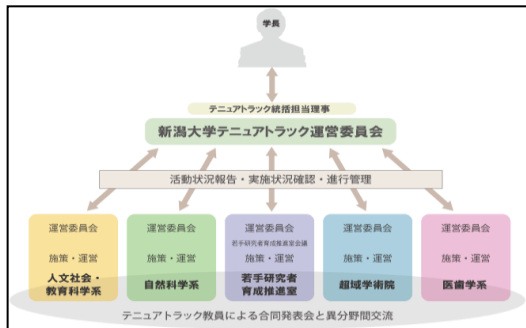 学長
テニュアトラック統括担当理事
新潟大学テニュアトラック運営委員会
活動状況報告・実施状況確認・進行管理
運営委員会
施策・運営
人文社会・
教育科学系
運営委員会
施策・運営
自然科学系
運営委員会
若手研究者育成推進室会議
施策・運営
若手研究者
育成推進室
運営委員会
施策・運営
超域学術院
運営委員会
施策・運営
医歯学系
テニュアトラック教員による合同発表会と異分野間交流